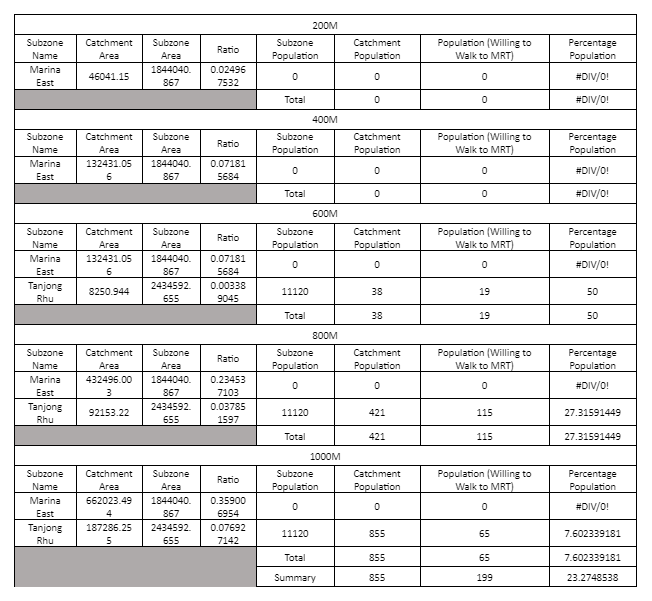 200M
Subzone Name | Catchment Area | Subzone Area | Ratio | Subzone Population | Catchment Population | Population (Willing to Walk to MRT) | Percentage Population
Marina East | 46041.15 | 1844040.867 | 0.024967532 | 0 | 0 | 0 | #DIV/0!
Total | 0 | 0 | #DIV/0!
400M
Subzone Name | Catchment Area | Subzone Area | Ratio | Subzone Population | Catchment Population | Population (Willing to Walk to MRT) | Percentage Population
Marina East | 132431.056 | 1844040.867 | 0.071815684 | 0 | 0 | 0 | #DIV/0!
Total | 0 | 0 | #DIV/0!
600M
Subzone Name | Catchment Area | Subzone Area | Ratio | Subzone Population | Catchment Population | Population (Willing to Walk to MRT) | Percentage Population
Marina East | 132431.056 | 1844040.867 | 0.071815684 | 0 | 0 | 0 | #DIV/0!
Tanjong Rhu | 8250.944 | 2434592.655 | 0.003389045 | 11120 | 38 | 19 | 50
Total | 38 | 19 | 50
800M
Subzone Name | Catchment Area | Subzone Area | Ratio | Subzone Population | Catchment Population | Population (Willing to Walk to MRT) | Percentage Population
Marina East | 432496.003 | 1844040.867 | 0.234537103 | 0 | 0 | 0 | #DIV/0!
Tanjong Rhu | 92153.22 | 2434592.655 | 0.037851597 | 11120 | 421 | 115 | 27.31591449
Total | 421 | 115 | 27.31591449
1000M
Subzone Name | Catchment Area | Subzone Area | Ratio | Subzone Population | Catchment Population | Population (Willing to Walk to MRT) | Percentage Population
Marina East | 662023.494 | 1844040.867 | 0.359006954 | 0 | 0 | 0 | #DIV/0!
Tanjong Rhu | 187286.255 | 2434592.655 | 0.076927142 | 11120 | 855 | 65 | 7.602339181
Total | 855 | 65 | 7.602339181
Summary | 855 | 199 | 23.2748538